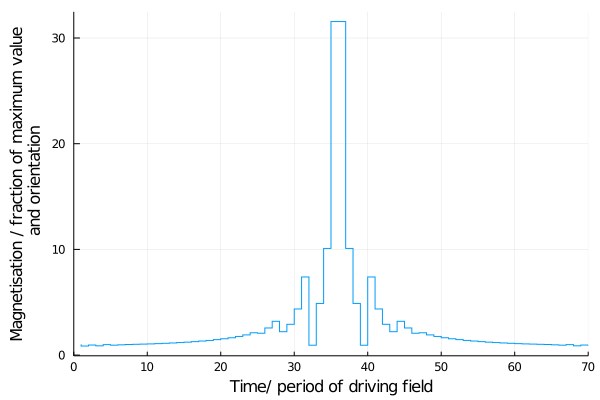 Magnetisation / fraction of maximum value
and orientation
30
20
10
0
0 10 20 30 40 50 60 70
Time/ period of driving field